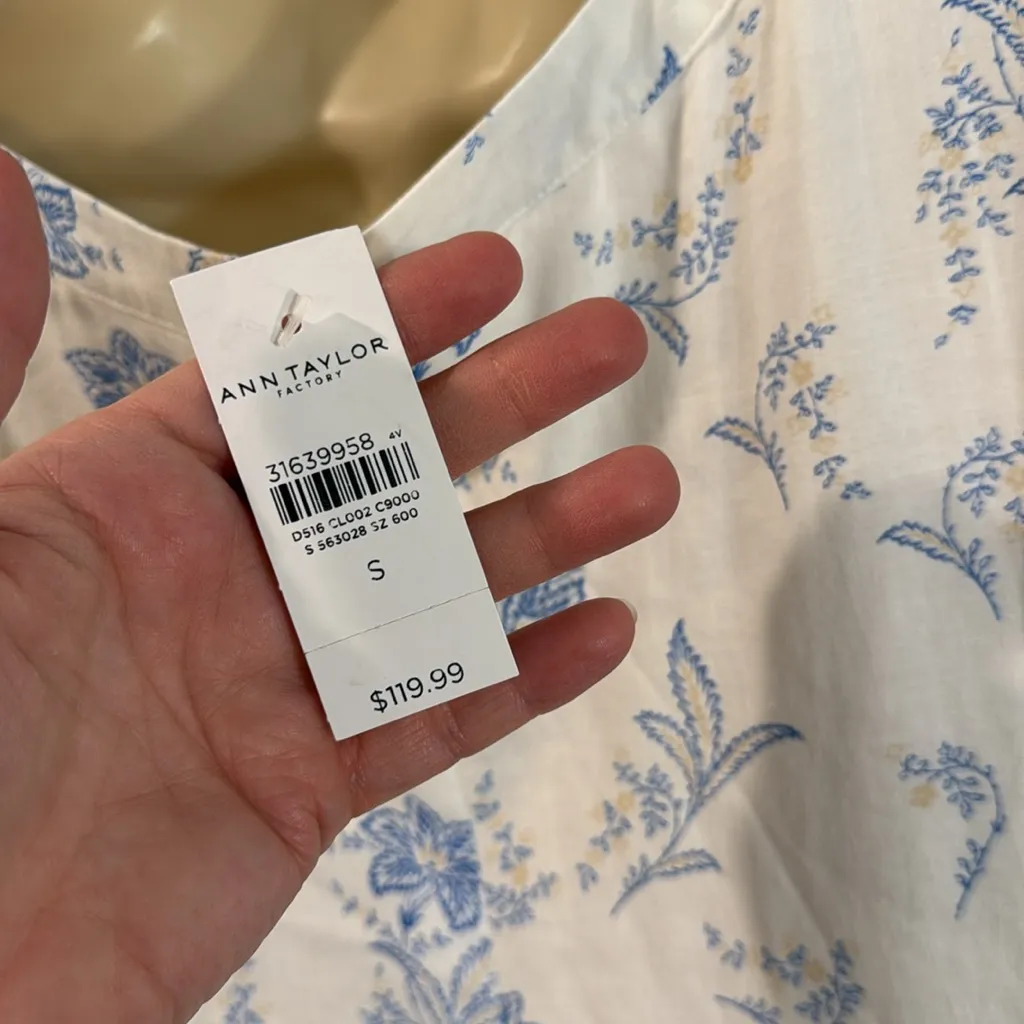 ANN TAYLOR
FACTORY
31639958 4V
D516 CL002 C9000
S 563028 SZ 600
S
$119.99